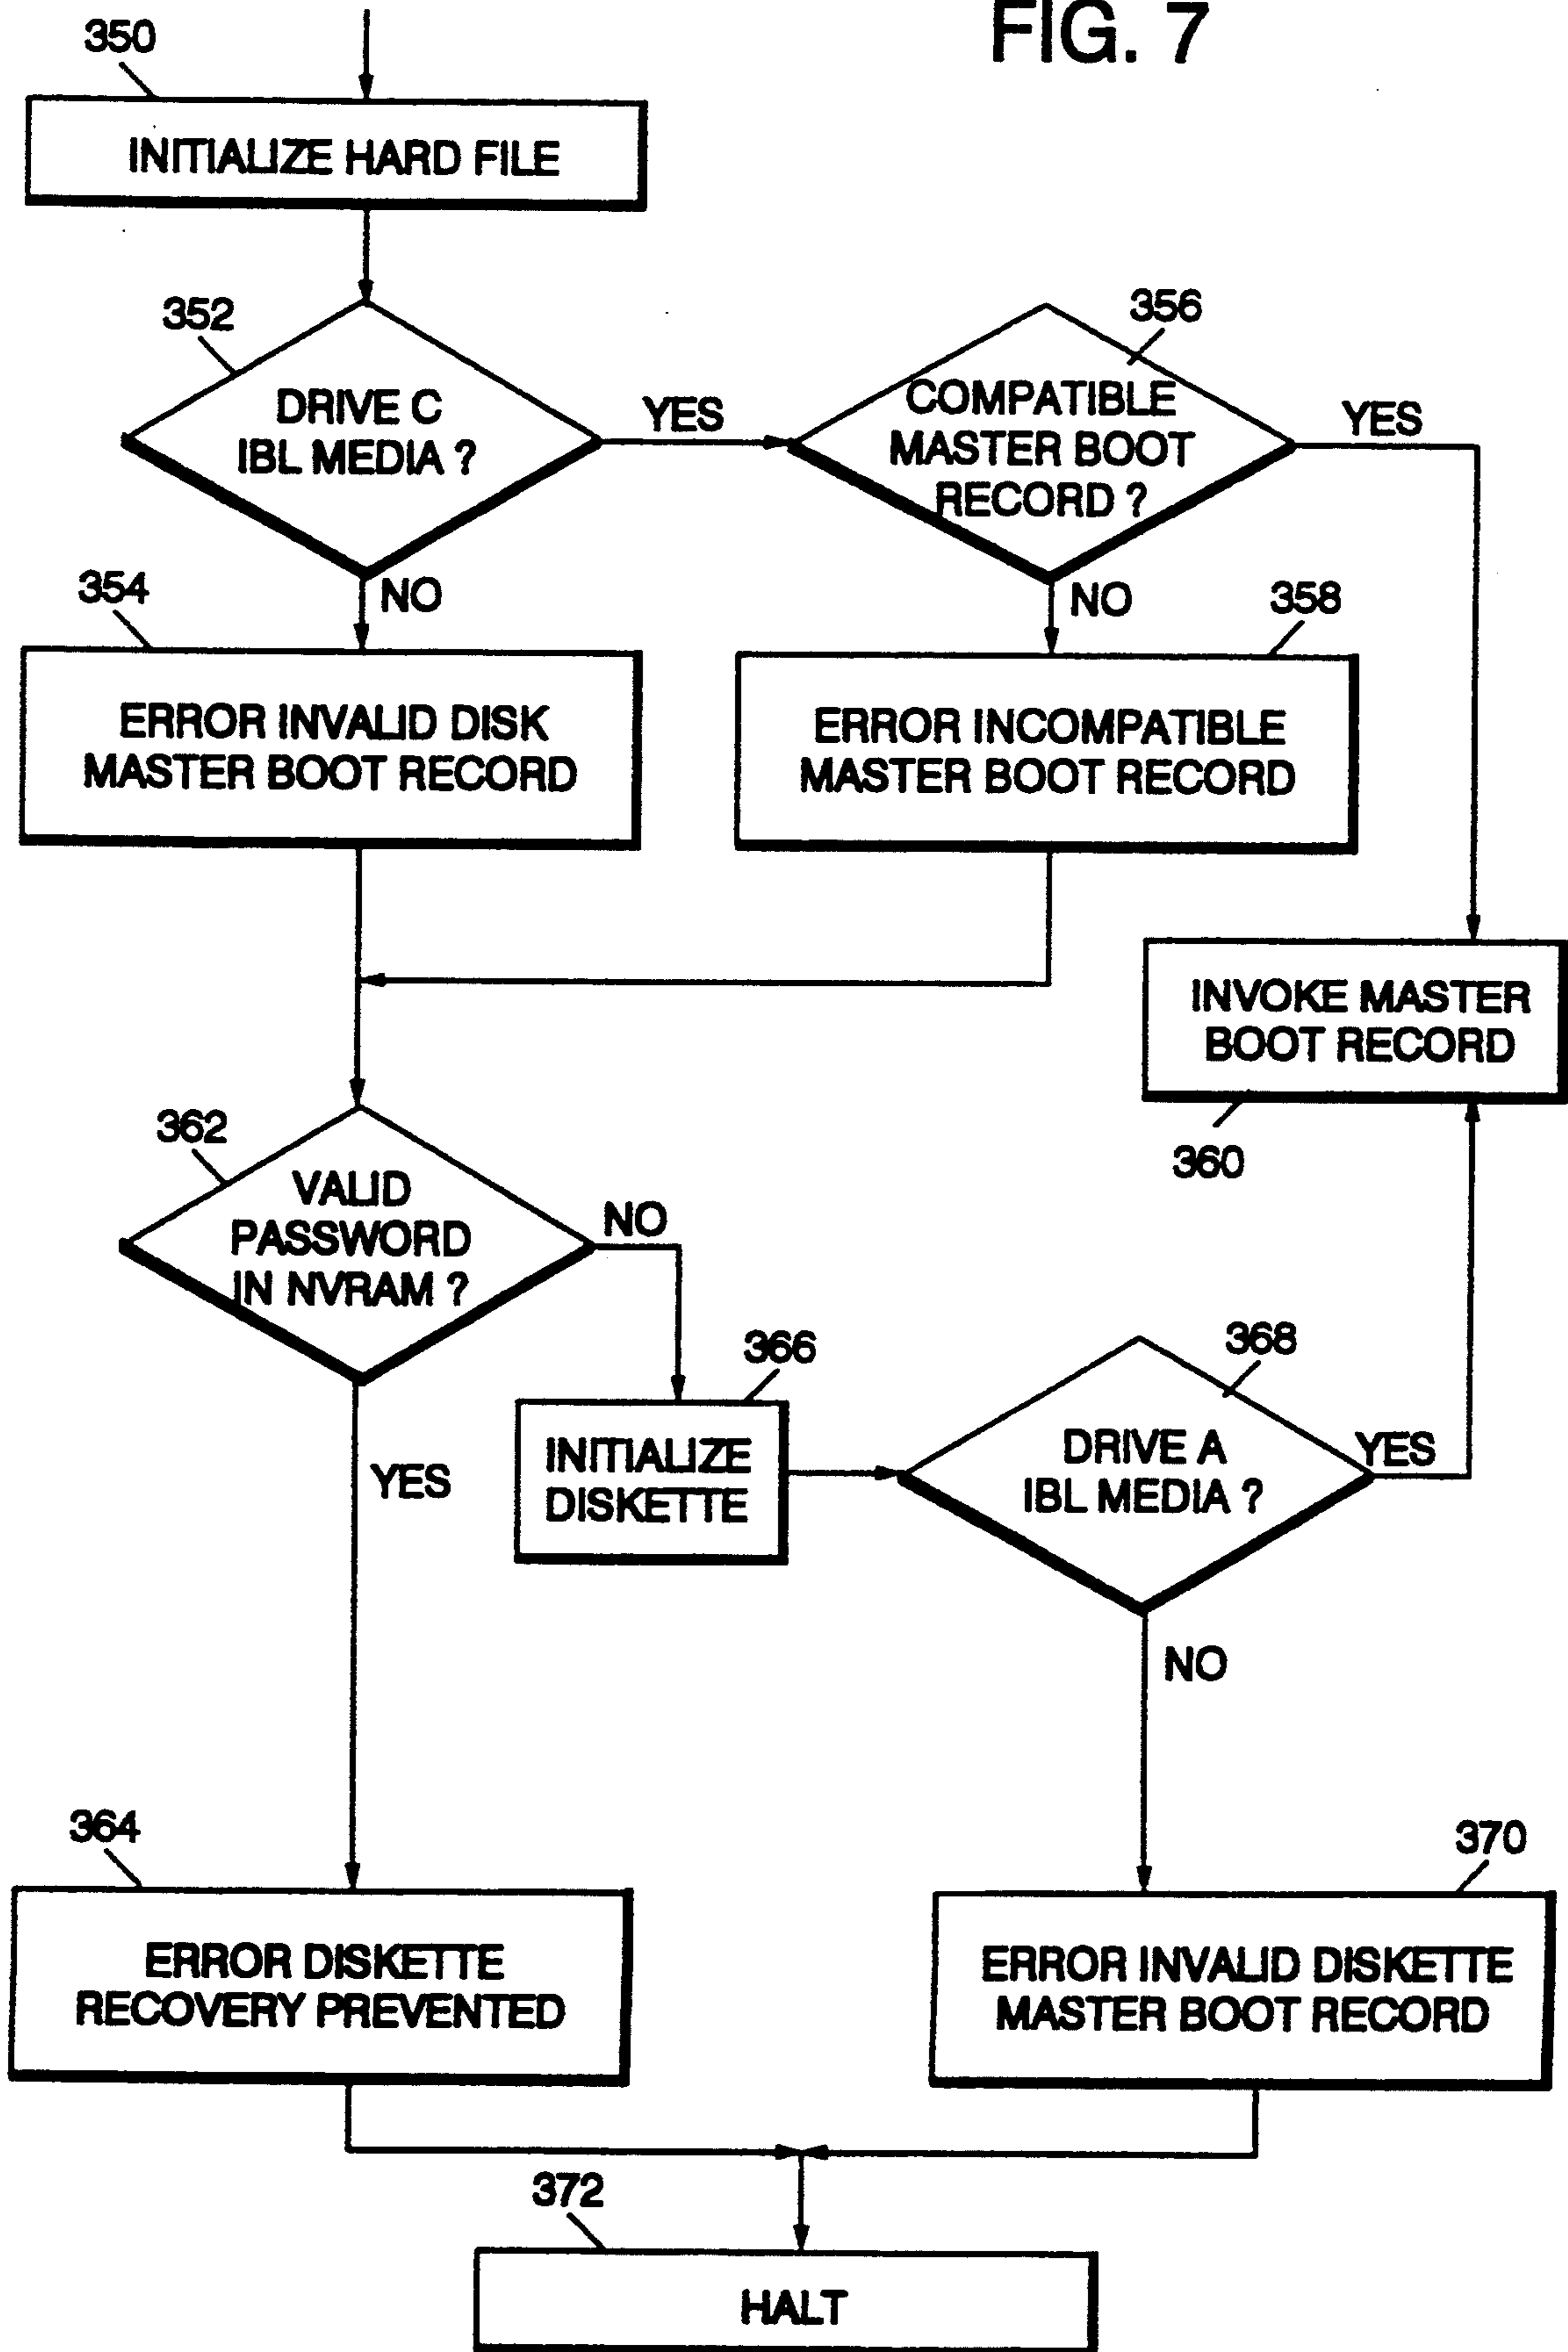 FIG. 7
350
INITIALIZE HARD FILE
352
DRIVE C
IBL MEDIA ?
YES
NO
356
COMPATIBLE
MASTER BOOT
RECORD ?
YES
NO
354
ERROR INVALID DISK
MASTER BOOT RECORD
358
ERROR INCOMPATIBLE
MASTER BOOT RECORD
INVOKE MASTER
BOOT RECORD
360
362
VALID
PASSWORD
IN NVRAM ?
NO
YES
366
INITIALIZE
DISKETTE
368
DRIVE A
IBL MEDIA ?
YES
NO
364
ERROR DISKETTE
RECOVERY PREVENTED
370
ERROR INVALID DISKETTE
MASTER BOOT RECORD
372
HALT